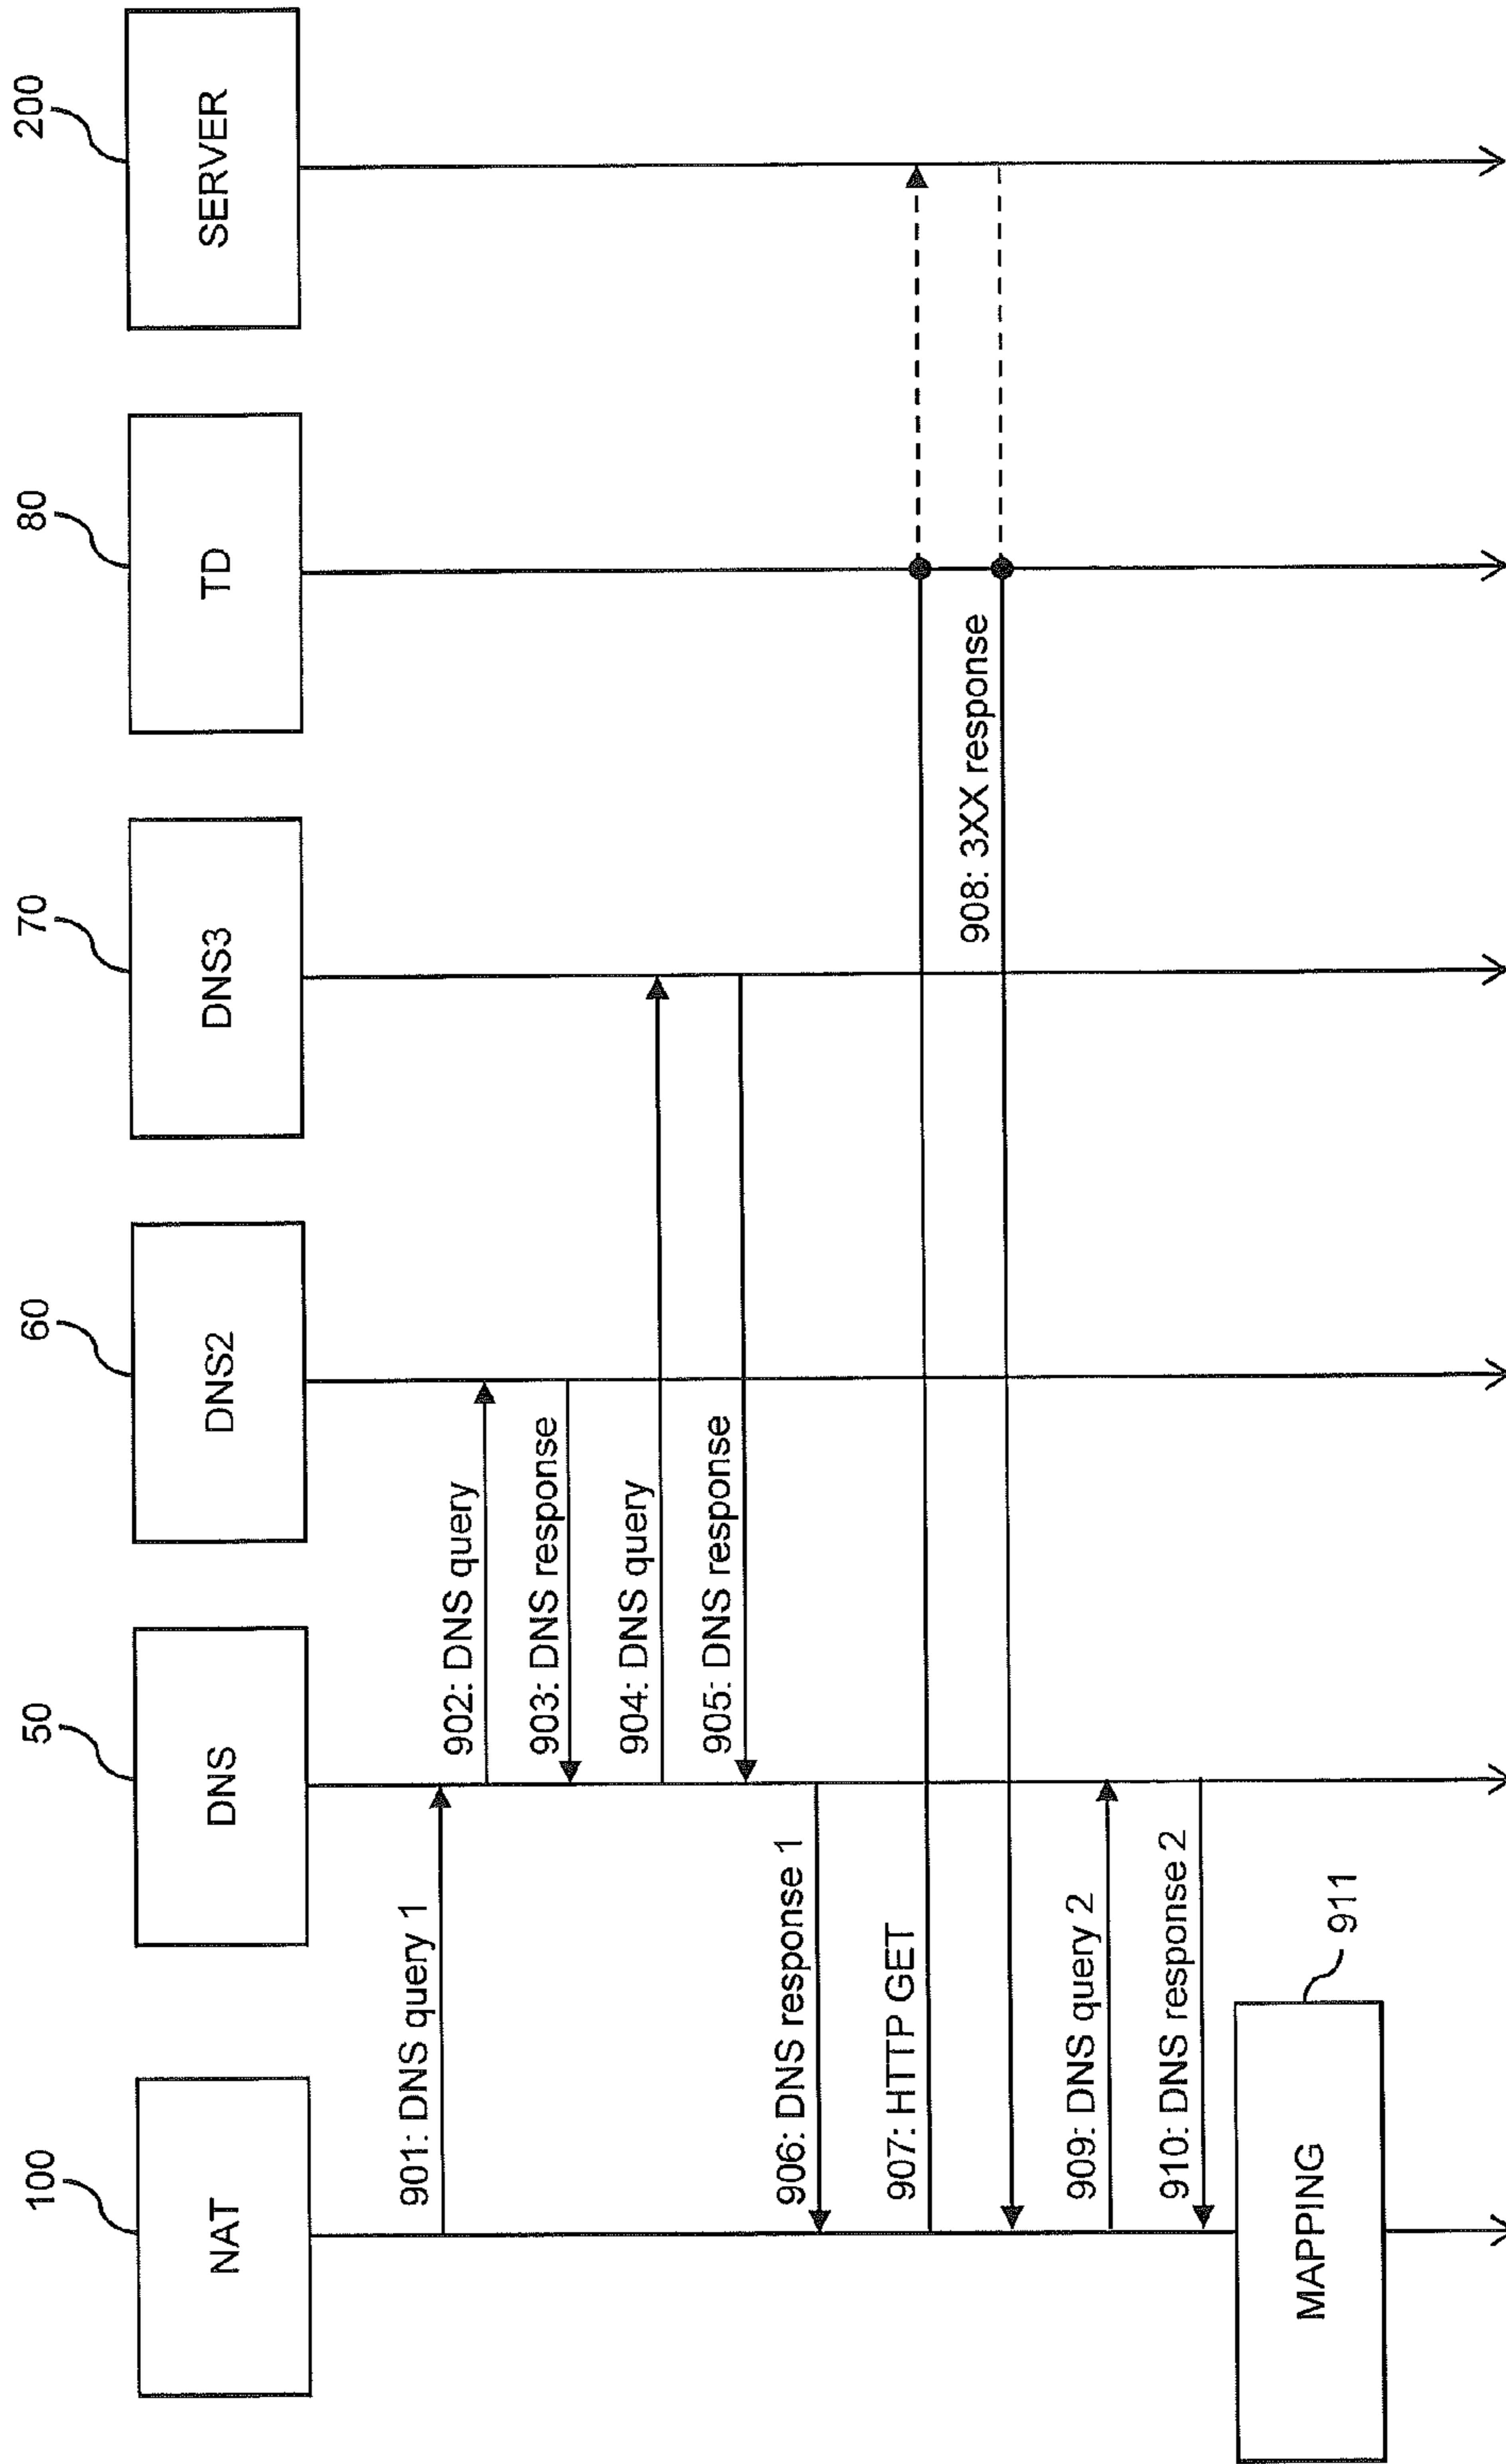 100
NAT
50
DNS
60
DNS2
70
DNS3
80
TD
200
SERVER
901: DNS query 1
902: DNS query
903: DNS response
904: DNS query
905: DNS response
906: DNS response 1
907: HTTP GET
908: 3XX response
909: DNS query 2
910: DNS response 2
MAPPING
911